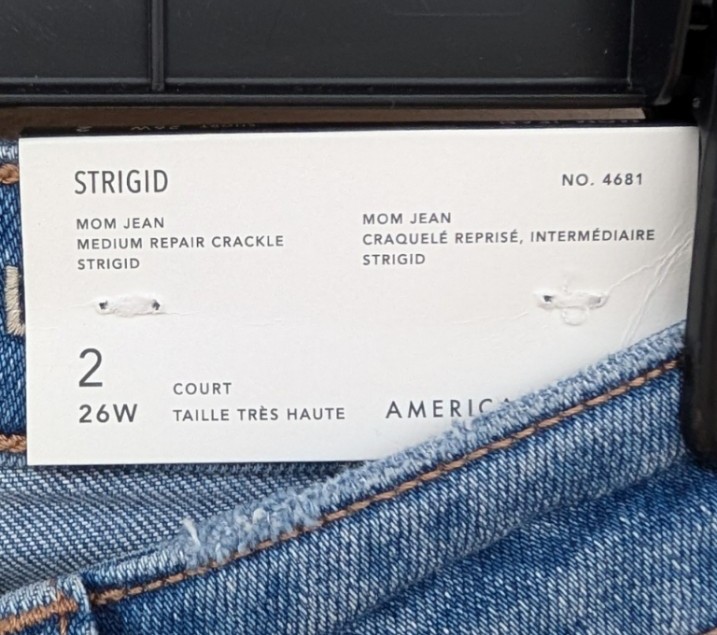 STRIGID
NO. 4681
MOM JEAN
MEDIUM REPAIR CRACKLE
STRIGID
MOM JEAN
CRAQUELÉ REPRISÉ, INTERMÉDIAIRE
STRIGID
2
26W
COURT
TAILLE TRÈS HAUTE